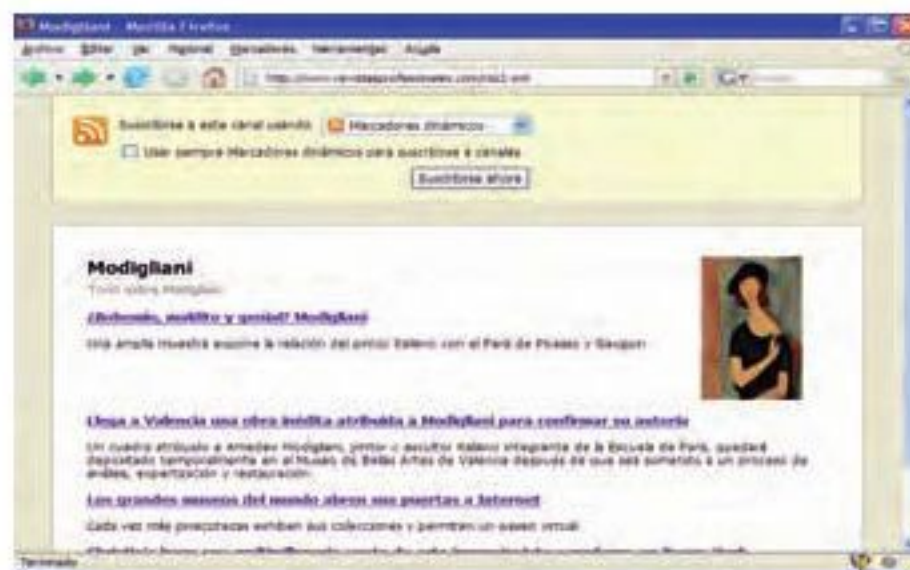 Modigliani - Mozilla Firefox
Archivo Editar Ver Regional Marcadores Herramientas Ayuda
Suscribirse a este canal usando Marcadores dinámicos
Usar siempre Marcadores dinámicos para suscribirse a canales
Suscribirse ahora
Modigliani
Todo sobre Modigliani
¿Bohemio, maldito y genial? Modigliani
Una amplia muestra expone la relación del pintor italiano con el París de Picasso y
Llega a Valencia una obra inédita atribuida a Modigliani para confirmar su autoría
Un cuadro atribuido a Amedeo Modigliani, pintor y escultor italiano integrante de la Escuela de París, quedará
depositado temporalmente en el Museo de Bellas Artes de Valencia después de que sea sometido a un proceso de
análisis, expertización y restauración.
Los grandes museos del mundo abren sus puertas a Internet
Cada vez más pinacotecas exhiben sus colecciones y permiten un paseo virtual
Terminado